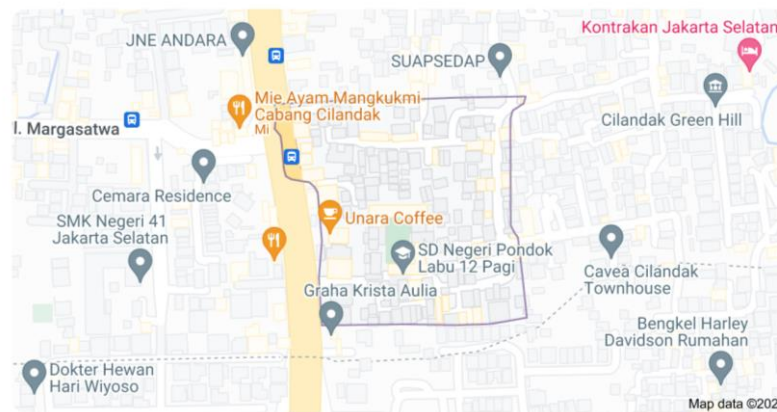 Kontrakan Jakarta Selatan
JNE ANDARA
SUAPSEDAP
Mie Ayam Mangkukmi
Cabang Cilandak
Mi
Cilandak Green Hill
l. Margasatwa
Cemara Residence
SMK Negeri 41
Jakarta Selatan
Unara Coffee
SD Negeri Pondok
Labu 12 Pagi
Cavea Cilandak
Townhouse
Graha Krista Aulia
Bengkel Harley
Davidson Rumahan
Dokter Hewan
Hari Wiyoso
Map data ©202